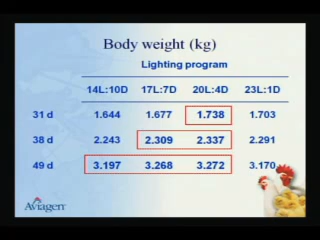 Body weight (kg)
Lighting program
14L:10D 17L:7D 20L:4D 23L:1D
31 d 1.644 1.677 1.738 1.703
38 d 2.243 2.309 2.337 2.291
49 d 3.197 3.268 3.272 3.170
Aviagen